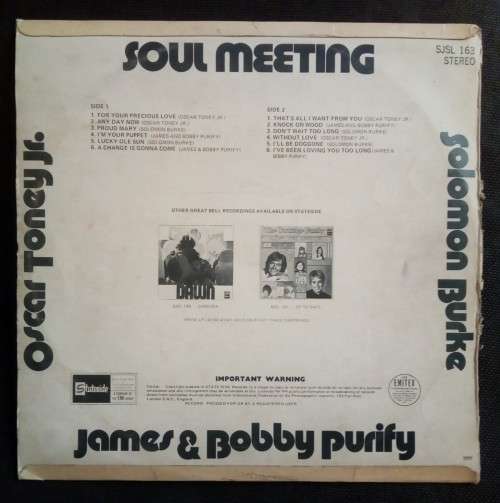 SOUL MEETING
SJSL 163
STEREO
SIDE 1
1. FOR YOUR PRECIOUS LOVE (OSCAR TONEY JR.)
2. ANY DAY NOW (OSCAR TONEY JR.)
3. PROUD MARY (SOLOMON BURKE)
4. I'M YOUR PUPPET (JAMES AND BOBBY PURIFY)
5. LUCKY OLE SUN (SOLOMON BURKE)
6. A CHANGE IS GONNA COME (JAMES & BOBBY PURIFY)
SIDE 2
1. THAT'S ALL I WANT FROM YOU (OSCAR TONEY JR.)
2. KNOCK ON WOOD (JAMES AND BOBBY PURIFY)
3. DON'T WAIT TOO LONG (SOLOMON BURKE)
4. WITHOUT LOVE (OSCAR TONEY JR.)
5. I'LL BE DOGGONE (SOLOMON BURKE)
6. I'VE BEEN LOVING YOU TOO LONG (JAMES &
BOBBY PURIFY)
Oscar Toney Jr.
Solomon Burke
OTHER GREAT BELL RECORDINGS AVAILABLE ON STATESIDE
DAWN
The Partridge Family
IMPORTANT WARNING
Stateside
EMITEX
James & Bobby Purify